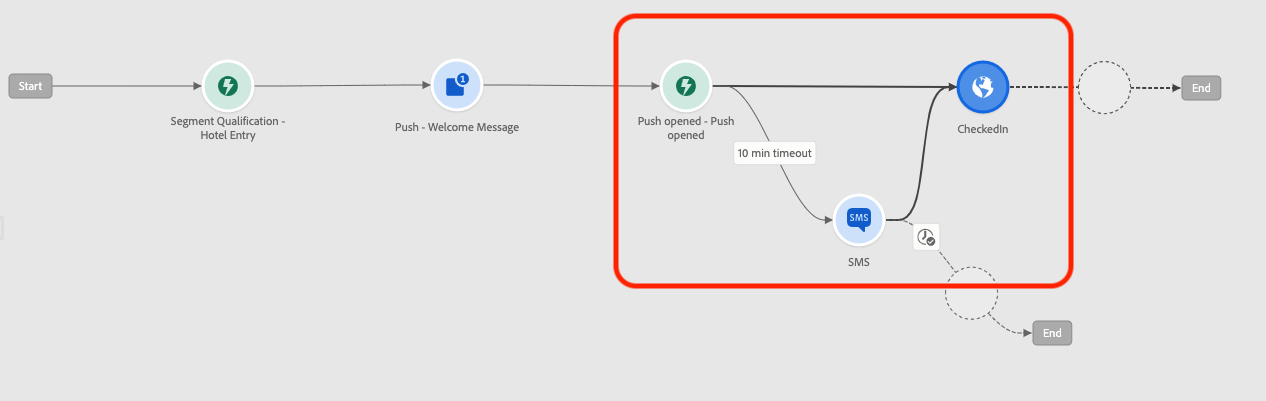 Start
Segment Qualification -
Hotel Entry
1
Push - Welcome Message
Push opened - Push
opened
10 min timeout
SMS
SMS
CheckedIn
End
End